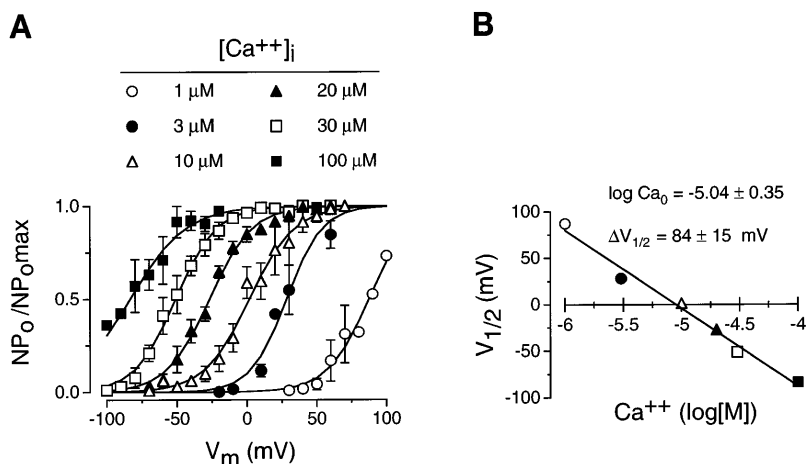 A
[Ca++]i
1 µM
20 µM
3 µM
30 µM
10 µM
100 µM
1.0
0.5
0.0
NPo/NPomax
-100
-50
0
50
100
Vm (mV)
B
log Ca0 = -5.04 ± 0.35
ΔV1/2 = 84 ± 15 mV
100
50
0
-50
-100
V1/2 (mV)
-6
-5.5
-5
-4.5
-4
Ca++ (log[M])